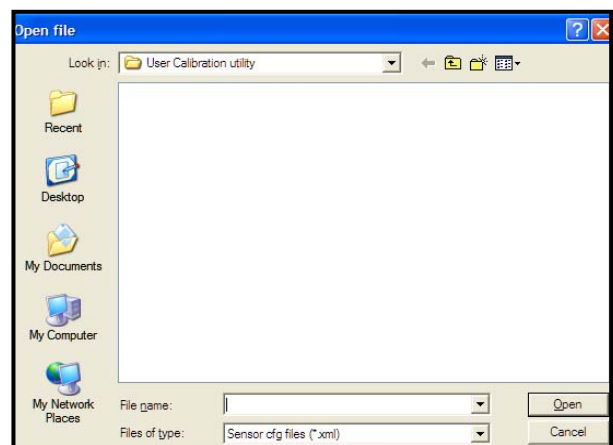 Open file
Look in:
User Calibration utility
Recent
Desktop
My Documents
My Computer
My Network
Places
File name:
Open
Files of type:
Sensor cfg files (*.xml)
Cancel